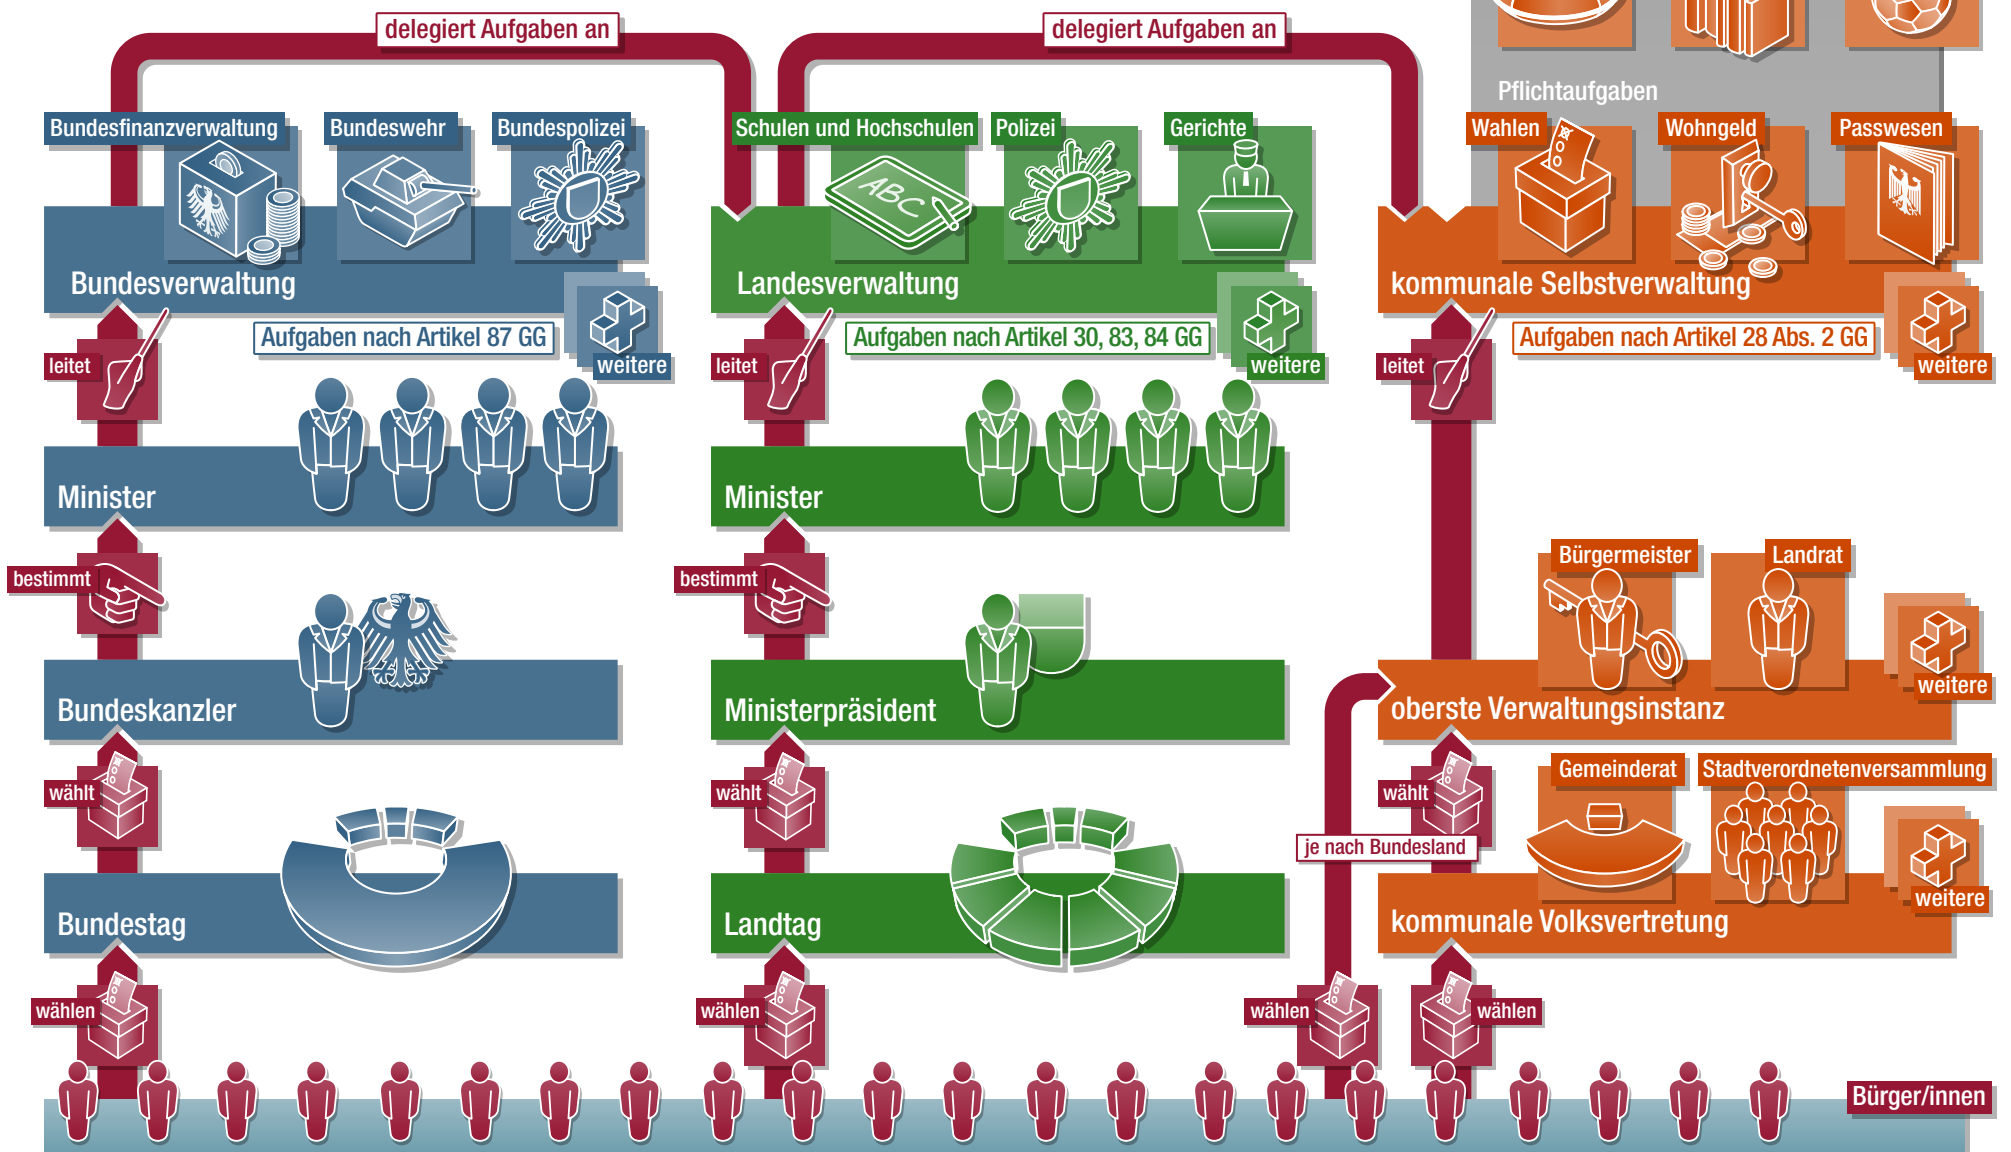 delegiert Aufgaben an
delegiert Aufgaben an
Pflichtaufgaben
Bundesfinanzverwaltung
Bundeswehr
Bundespolizei
Schulen und Hochschulen
Polizei
Gerichte
Wahlen
Wohngeld
Passwesen
ABC
Bundesverwaltung
Landesverwaltung
kommunale Selbstverwaltung
Aufgaben nach Artikel 87 GG
Aufgaben nach Artikel 30, 83, 84 GG
Aufgaben nach Artikel 28 Abs. 2 GG
leitet
weitere
leitet
weitere
leitet
weitere
Minister
Minister
bestimmt
bestimmt
Bürgermeister
Landrat
weitere
Bundeskanzler
Ministerpräsident
oberste Verwaltungsinstanz
wählt
wählt
wählt
Gemeinderat
Stadtverordnetenversammlung
je nach Bundesland
weitere
Bundestag
Landtag
kommunale Volksvertretung
wählen
wählen
wählen
wählen
Bürger/innen